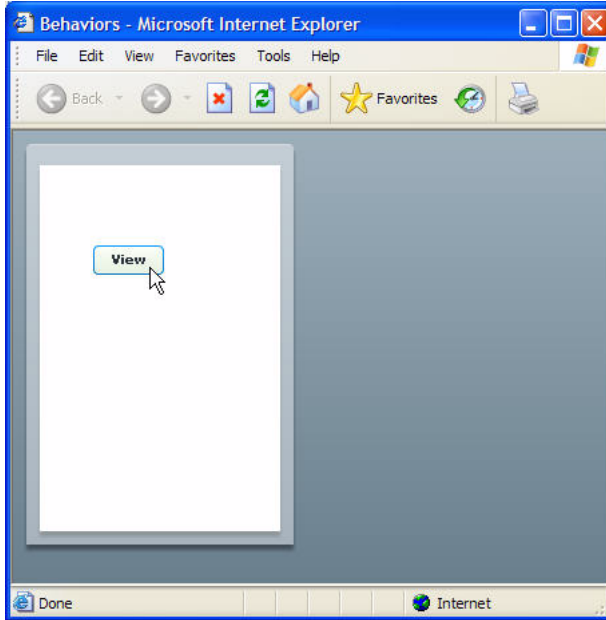 Behaviors - Microsoft Internet Explorer
File Edit View Favorites Tools Help
Back Favorites
View
Done Internet